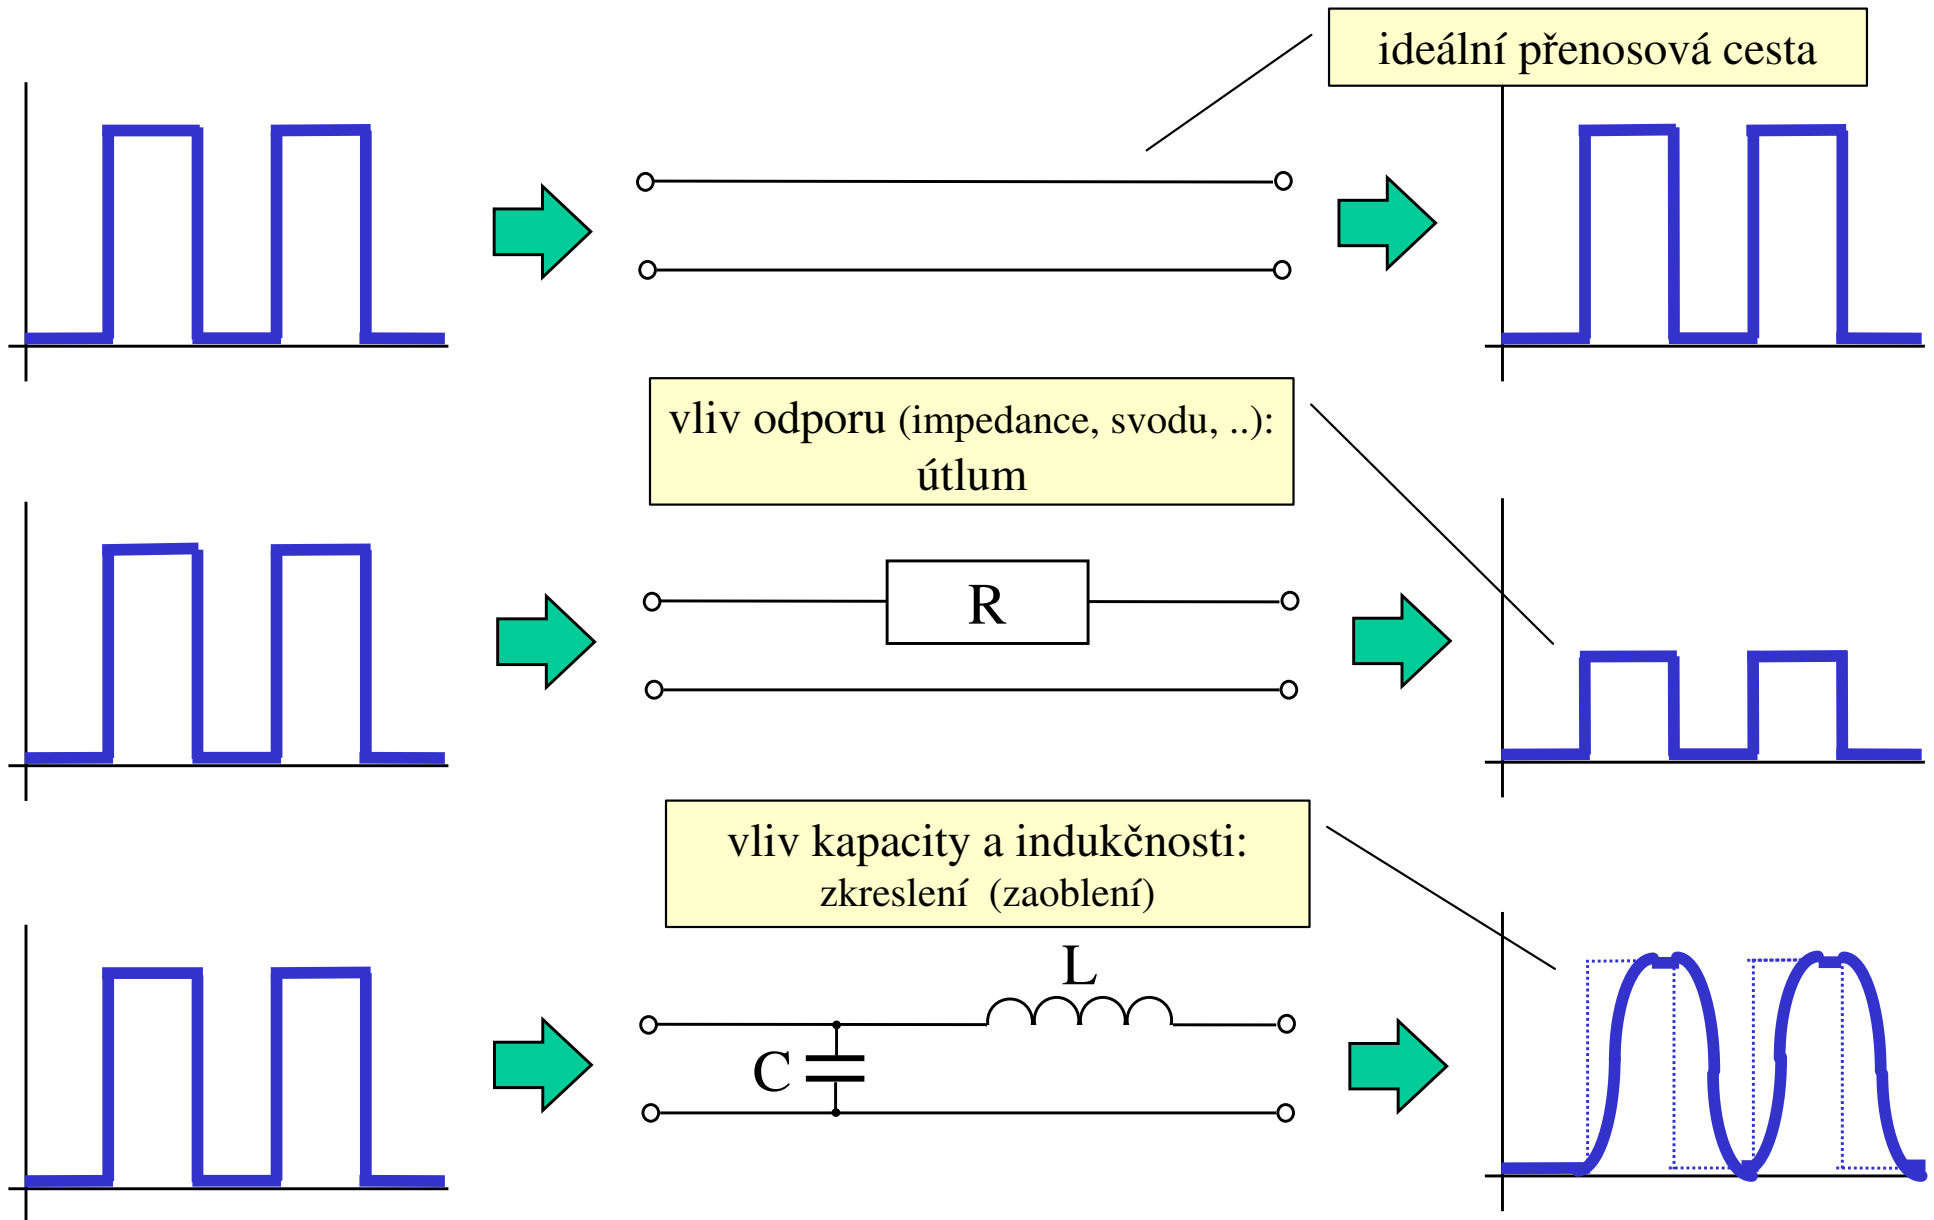 ideální přenosová cesta
vliv odporu (impedance, svodu, ..):
útlum
R
vliv kapacity a indukčnosti:
zkreslení (zaoblení)
L
C